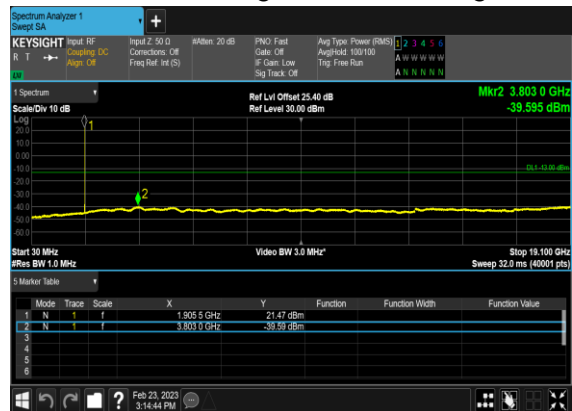 Spectrum Analyzer 1
Swept SA
+
KEYSIGHT Input: RF Input Z: 50 Ω #Atten: 20 dB PNO: Fast Avg Type: Power (RMS) 1 2 3 4 5 6
R T Coupling: DC Corrections: Off Gate: Off Avg|Hold: 100/100 A W W W W W
Align: Off Freq Ref: Int (S) IF Gain: Low Trig: Free Run
Sig Track: Off A N N N N N
1 Spectrum
Scale/Div 10 dB Ref Lvl Offset 25.40 dB Mkr2 3.803 0 GHz
Ref Level 30.00 dBm -39.595 dBm
Log
20.0
10.0
0.00
-10.0
-20.0
-30.0
-40.0
-50.0
-60.0
1
DL1 -13.00 dBm
2
Start 30 MHz Video BW 3.0 MHz* Stop 19.100 GHz
#Res BW 1.0 MHz Sweep 32.0 ms (40001 pts)
5 Marker Table
Mode Trace Scale X Y Function Function Width Function Value
1 N 1 f 1.905 5 GHz 21.47 dBm
2 N 1 f 3.803 0 GHz -39.59 dBm
3
4
5
6
? Feb 23, 2023
3:14:44 PM